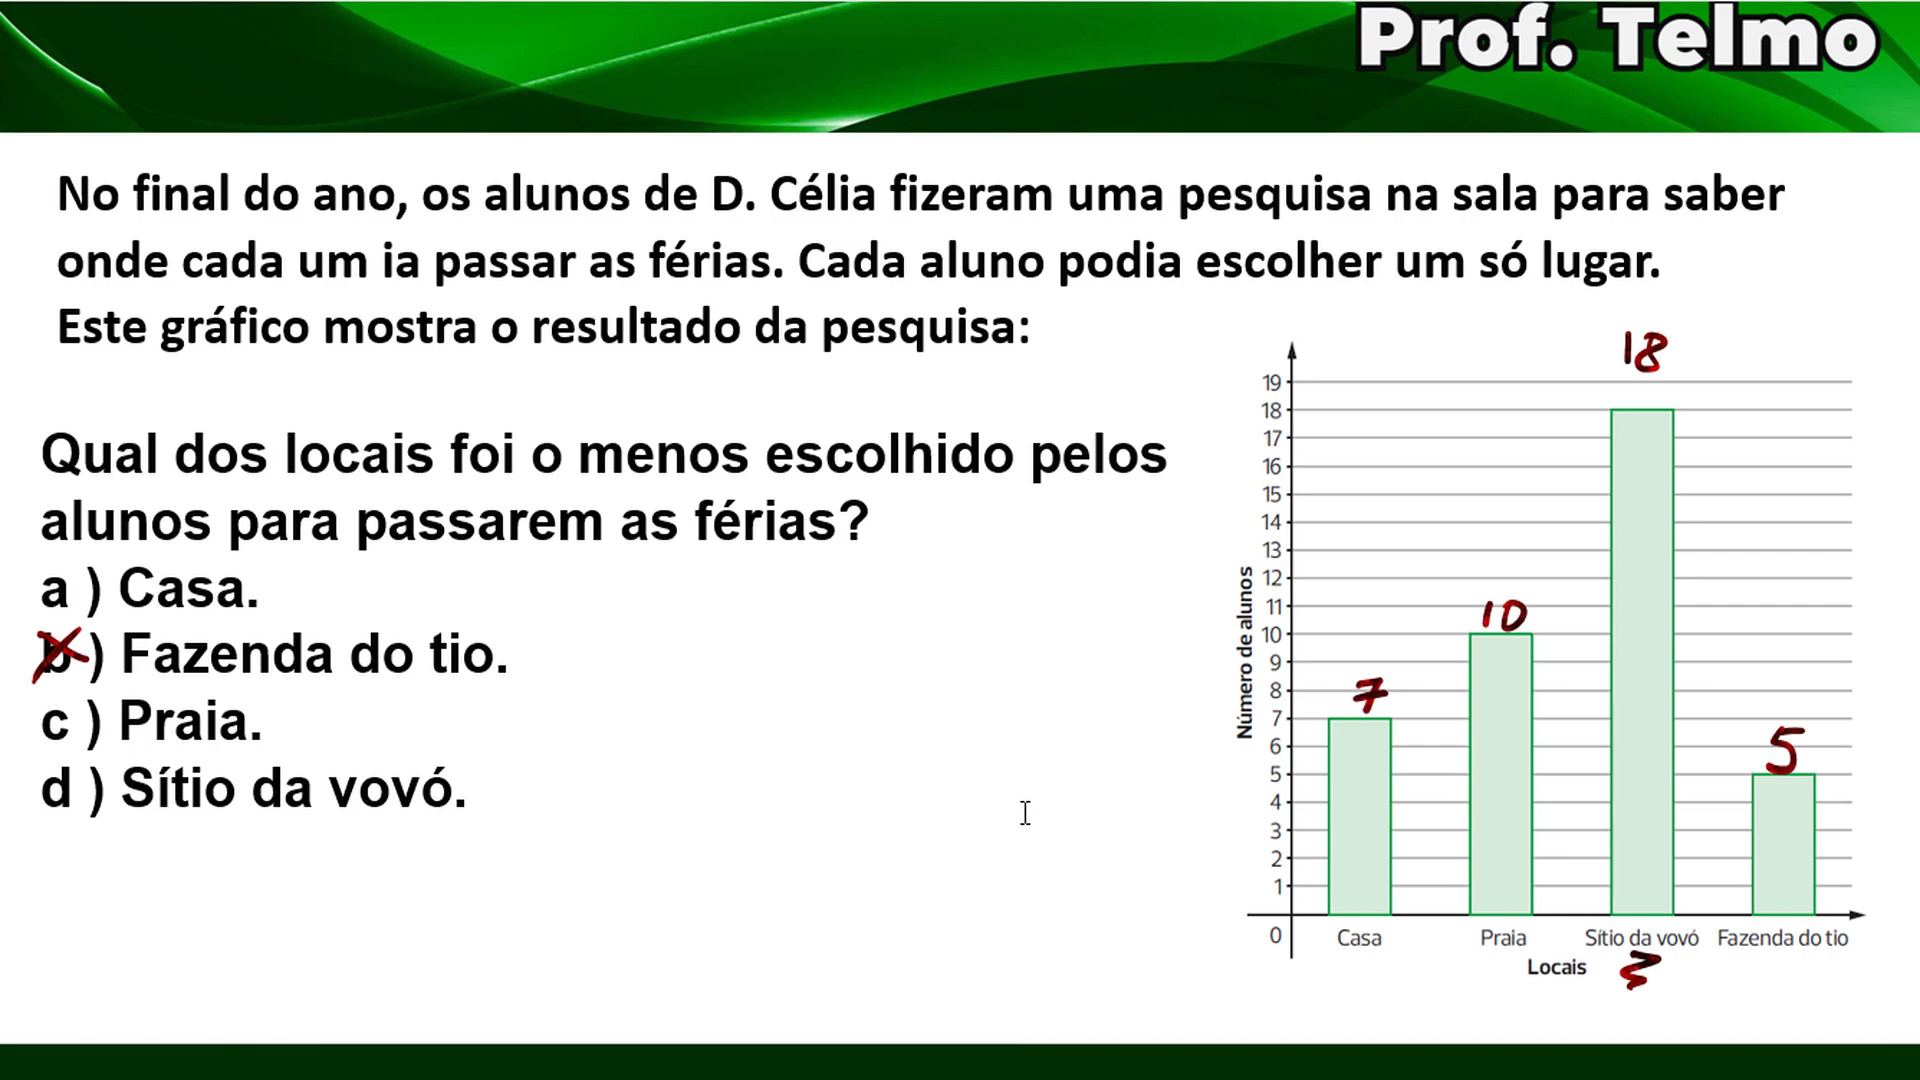 Prof. Telmo
No final do ano, os alunos de D. Célia fizeram uma pesquisa na sala para saber
onde cada um ia passar as férias. Cada aluno podia escolher um só lugar.
Este gráfico mostra o resultado da pesquisa:
Qual dos locais foi o menos escolhido pelos
alunos para passarem as férias?
a ) Casa.
b ) Fazenda do tio.
c ) Praia.
d ) Sítio da vovó.
18
10
7
5
Número de alunos
19
18
17
16
15
14
13
12
11
10
9
8
7
6
5
4
3
2
1
0
Casa Praia Sítio da vovó Fazenda do tio
Locais